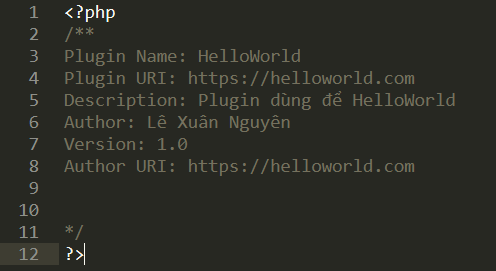 1 <?php
2 /**
3 Plugin Name: HelloWorld
4 Plugin URI: https://helloworld.com
5 Description: Plugin dùng để HelloWorld
6 Author: Lê Xuân Nguyên
7 Version: 1.0
8 Author URI: https://helloworld.com
9
10
11 */
12 ?>